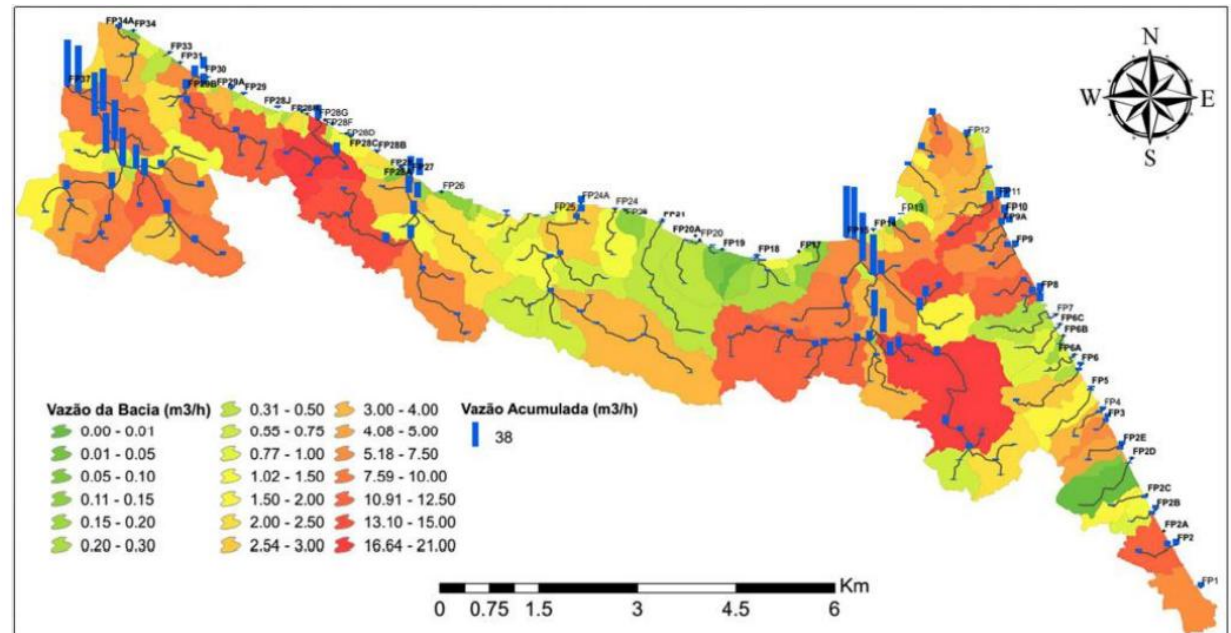 FP34A FP34
FP33
FP31
FP30
FP37
FP29B FP29A FP29
FP28J
FP28G
FP28F
FP28D
FP28C FP28B
FP27
FP26
FP25
FP24A FP24
FP21
FP20A FP20
FP19
FP18
FP17
FP15 FP14
FP13
FP12
FP11
FP10
FP9A
FP9
FP8
FP7
FP6C
FP6B
FP6A
FP6
FP5
FP4
FP3
FP2E
FP2D
FP2C
FP2B
FP2A
FP2
FP1
N
W E
S
Vazão da Bacia (m3/h)
0.00 - 0.01
0.01 - 0.05
0.05 - 0.10
0.11 - 0.15
0.15 - 0.20
0.20 - 0.30
0.31 - 0.50
0.55 - 0.75
0.77 - 1.00
1.02 - 1.50
1.50 - 2.00
2.00 - 2.50
2.54 - 3.00
3.00 - 4.00
4.08 - 5.00
5.18 - 7.50
7.59 - 10.00
10.91 - 12.50
13.10 - 15.00
16.64 - 21.00
Vazão Acumulada (m3/h)
38
Km
0 0.75 1.5 3 4.5 6